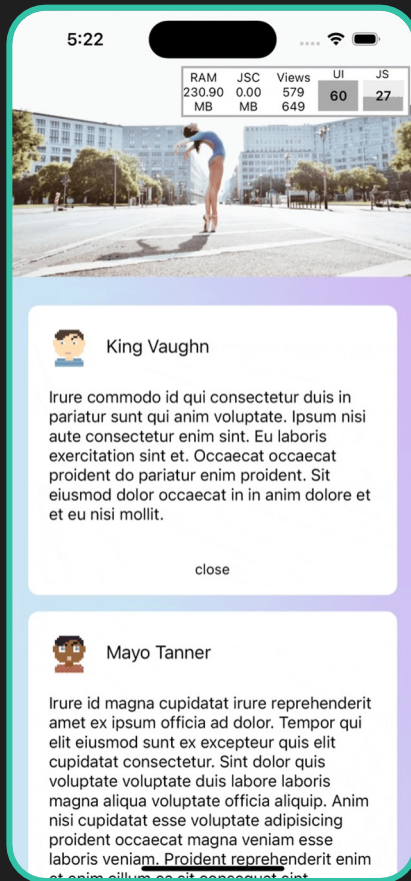 5:22
RAM JSC Views UI JS
230.90 0.00 579 60 27
MB MB 649
King Vaughn
Irure commodo id qui consectetur duis in
pariatur sunt qui anim voluptate. Ipsum nisi
aute consectetur enim sint. Eu laboris
exercitation sint et. Occaecat occaecat
proident do pariatur enim proident. Sit
eiusmod dolor occaecat in in anim dolore et
et eu nisi mollit.
close
Mayo Tanner
Irure id magna cupidatat irure reprehenderit
amet ex ipsum officia ad dolor. Tempor qui
elit eiusmod sunt ex excepteur quis elit
cupidatat consectetur. Sint dolor quis
voluptate voluptate duis labore laboris
magna aliqua voluptate officia aliquip. Anim
nisi cupidatat esse voluptate adipisicing
proident occaecat magna veniam esse
laboris veniam. Proident reprehenderit enim